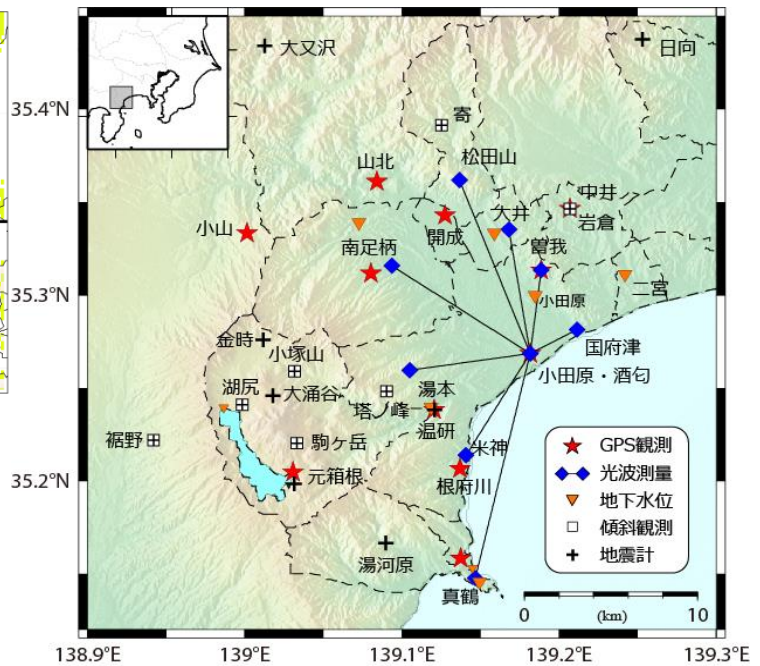 大又沢
日向
35.4°N
寄
山北
松田山
中井
小山
開成
大井
岩倉
南足柄
曽我
35.3°N
小田原
二宮
金時
小塚山
国府津
小田原・酒匂
湖尻
大涌谷
湯本
塔ノ峰
温研
裾野
駒ヶ岳
米神
35.2°N
元箱根
根府川
GPS観測
光波測量
地下水位
傾斜観測
地震計
湯河原
真鶴
0
(km)
10
138.9°E
139°E
139.1°E
139.2°E
139.3°E